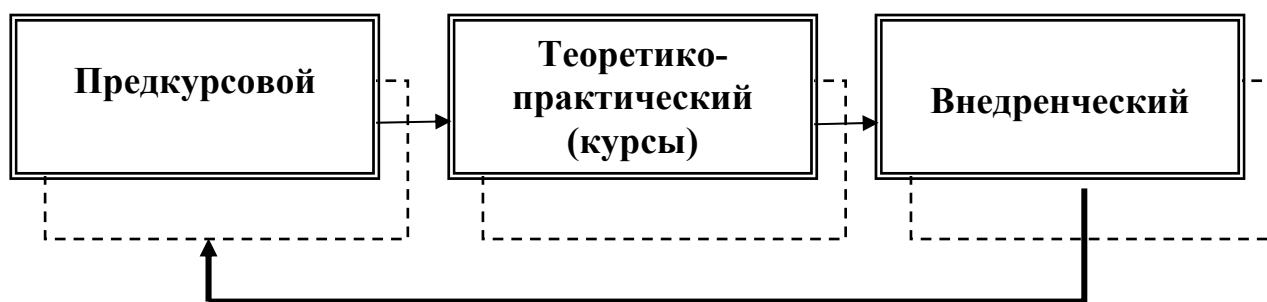 Предкурсовой
Теоретико-
практический
(курсы)
Внедренческий